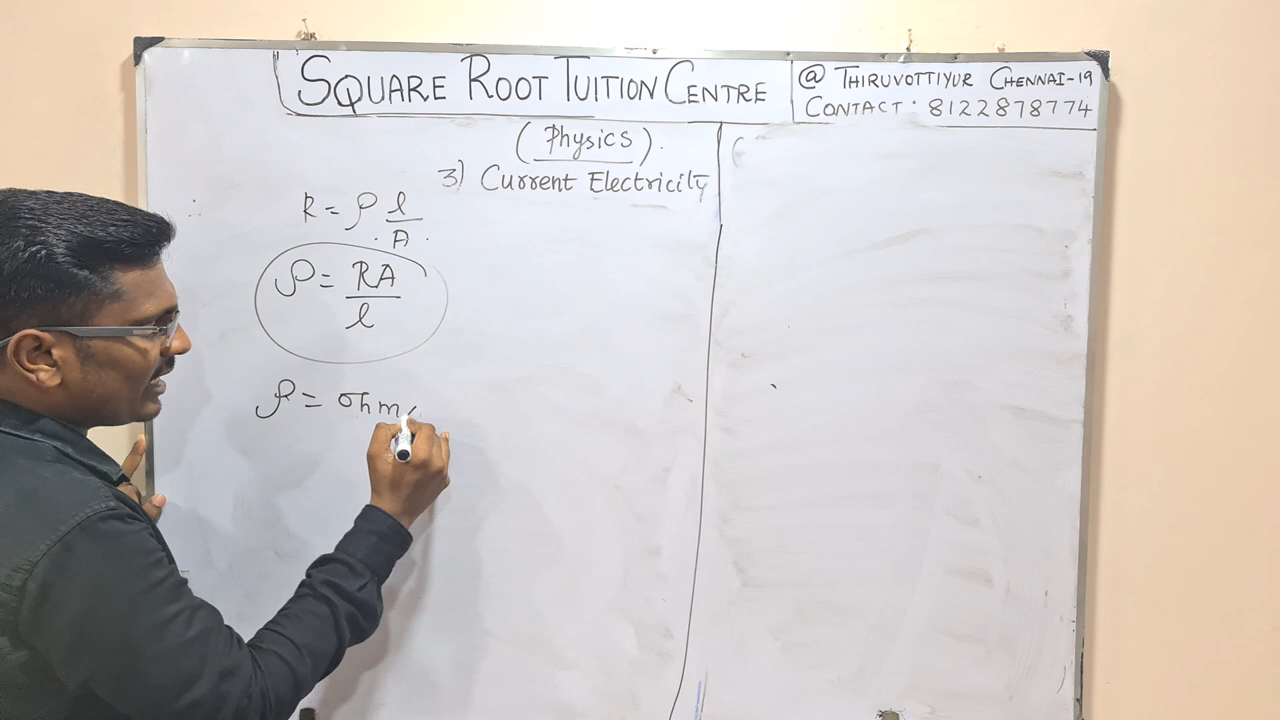 SQUARE ROOT TUITION CENTRE
@ THIRUVOTTIYUR CHENNAI-19
CONTACT : 8122878774
(Physics).
3) Current Electricity
R = ρ l/A
ρ = RA/l
ρ = ohm